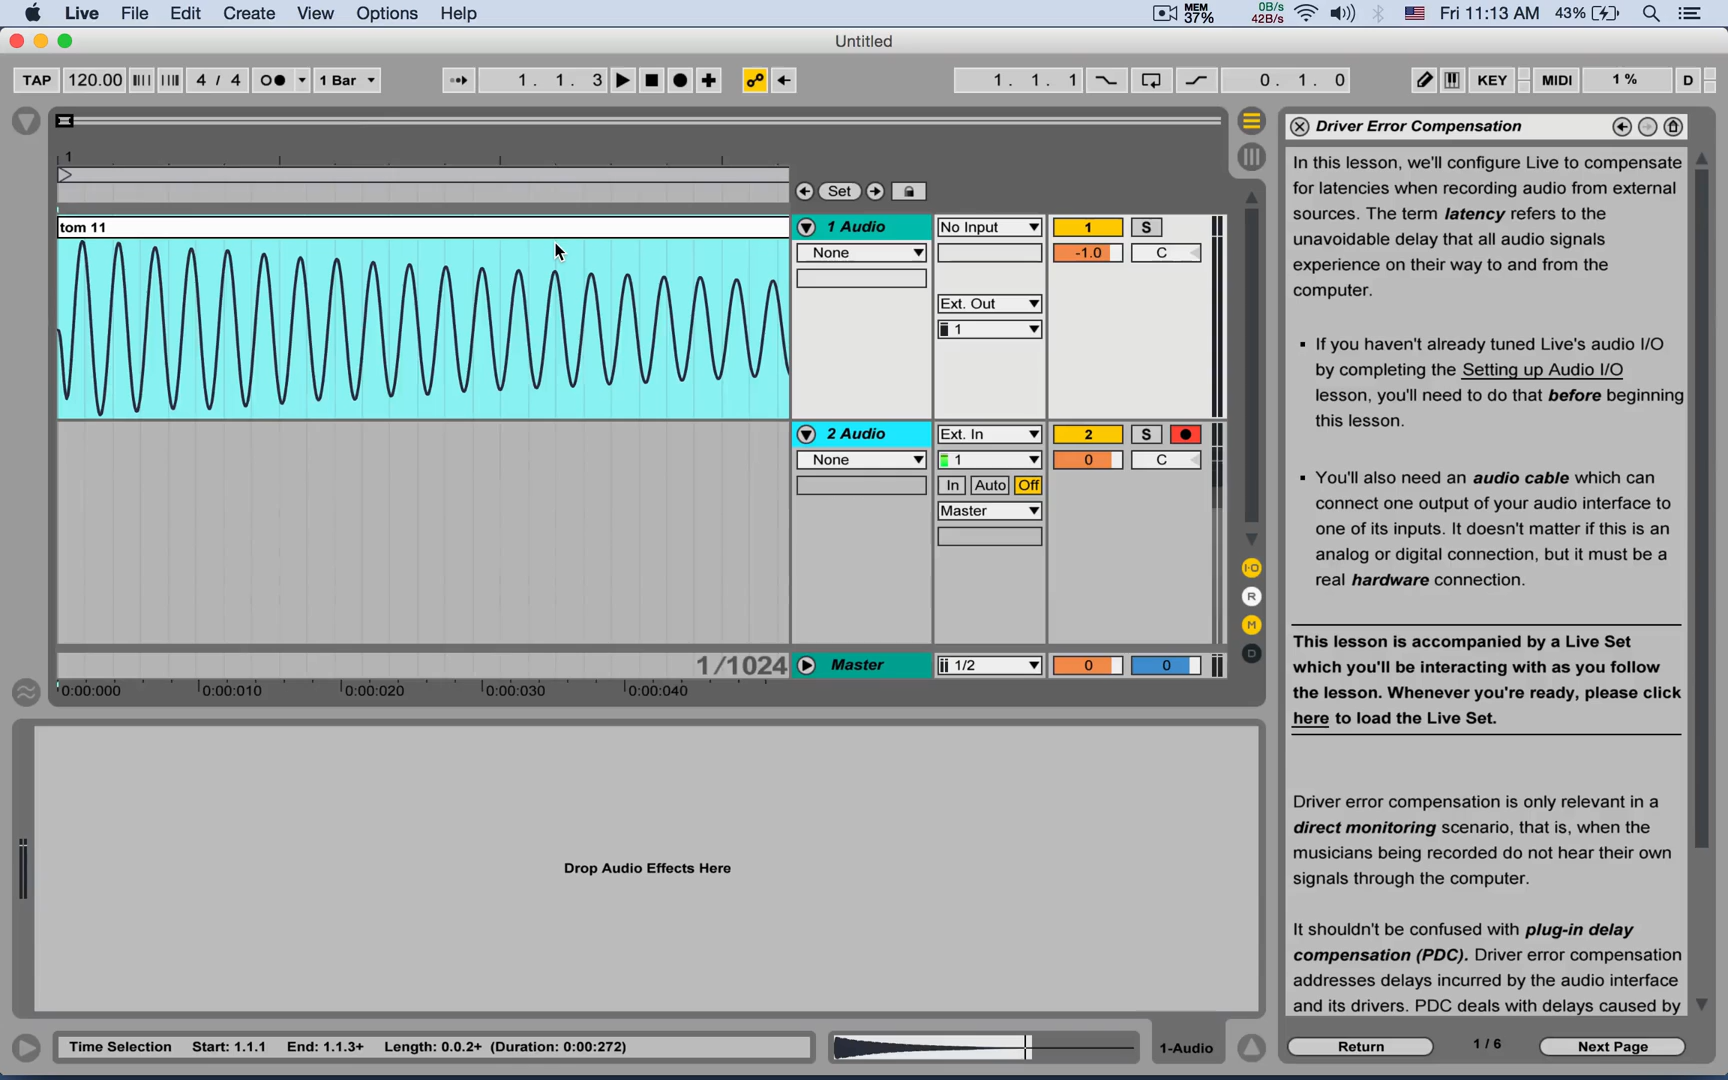 Live File Edit Create View Options Help MEM 37% 0B/s 42B/s Fri 11:13 AM 43%
Untitled
TAP 120.00 4 / 4 1 Bar 1. 1. 3 1. 1. 1 0. 1. 0 KEY MIDI 1 % D
1
Set
tom 11
1 Audio No Input 1 S
None -1.0 C
Ext. Out
1
2 Audio Ext. In 2 S
None 1 0 C
In Auto Off
Master
I·O
R
M
D
1/1024 Master 1/2 0 0
0:00:000 0:00:010 0:00:020 0:00:030 0:00:040
Drop Audio Effects Here
Time Selection Start: 1.1.1 End: 1.1.3+ Length: 0.0.2+ (Duration: 0:00:272)
1-Audio
Driver Error Compensation
In this lesson, we'll configure Live to compensate
for latencies when recording audio from external
sources. The term latency refers to the
unavoidable delay that all audio signals
experience on their way to and from the
computer.
▪ If you haven't already tuned Live's audio I/O
by completing the Setting up Audio I/O
lesson, you'll need to do that before beginning
this lesson.
▪ You'll also need an audio cable which can
connect one output of your audio interface to
one of its inputs. It doesn't matter if this is an
analog or digital connection, but it must be a
real hardware connection.
This lesson is accompanied by a Live Set
which you'll be interacting with as you follow
the lesson. Whenever you're ready, please click
here to load the Live Set.
Driver error compensation is only relevant in a
direct monitoring scenario, that is, when the
musicians being recorded do not hear their own
signals through the computer.
It shouldn't be confused with plug-in delay
compensation (PDC). Driver error compensation
addresses delays incurred by the audio interface
and its drivers. PDC deals with delays caused by
Return 1 / 6 Next Page